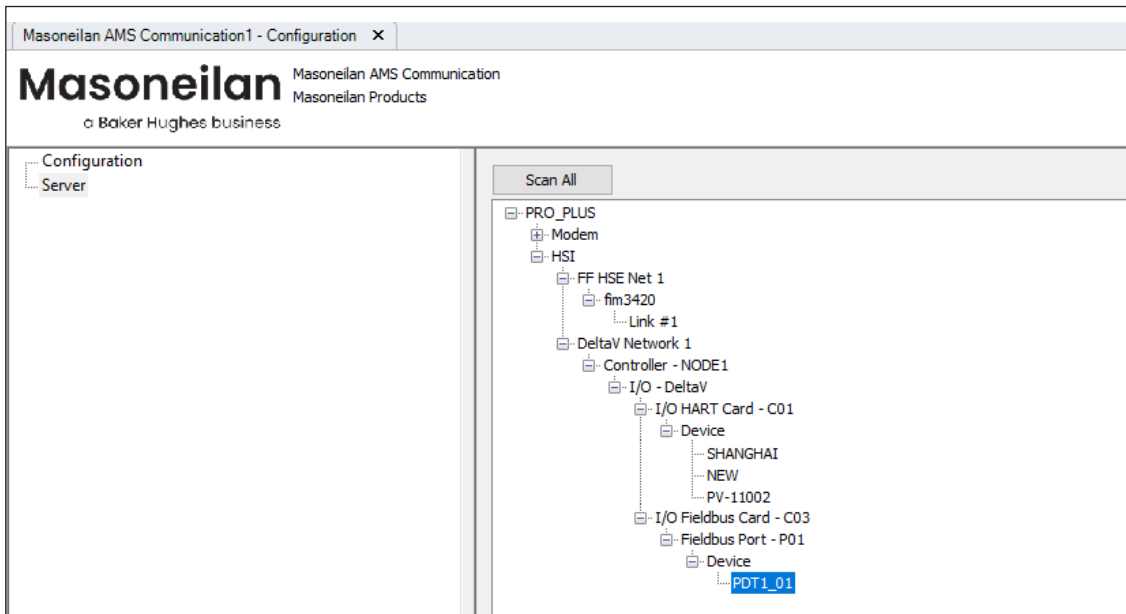 Masoneilan AMS Communication1 - Configuration X
Masoneilan
a Baker Hughes business
Masoneilan AMS Communication
Masoneilan Products
Configuration
Server
Scan All
PRO_PLUS
Modem
HSI
FF HSE Net 1
fim3420
Link #1
DeltaV Network 1
Controller - NODE1
I/O - DeltaV
I/O HART Card - C01
Device
SHANGHAI
NEW
PV-11002
I/O Fieldbus Card - C03
Fieldbus Port - P01
Device
PDT1_01